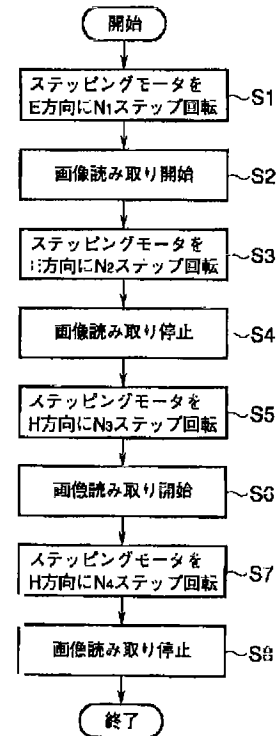 開始
ステッピングモータを
E方向にN1ステップ回転
S1
画像読み取り開始
S2
ステッピングモータを
E方向にN2ステップ回転
S3
画像読み取り停止
S4
ステッピングモータを
H方向にN3ステップ回転
S5
画像読み取り開始
S6
ステッピングモータを
H方向にN4ステップ回転
S7
画像読み取り停止
S8
終了